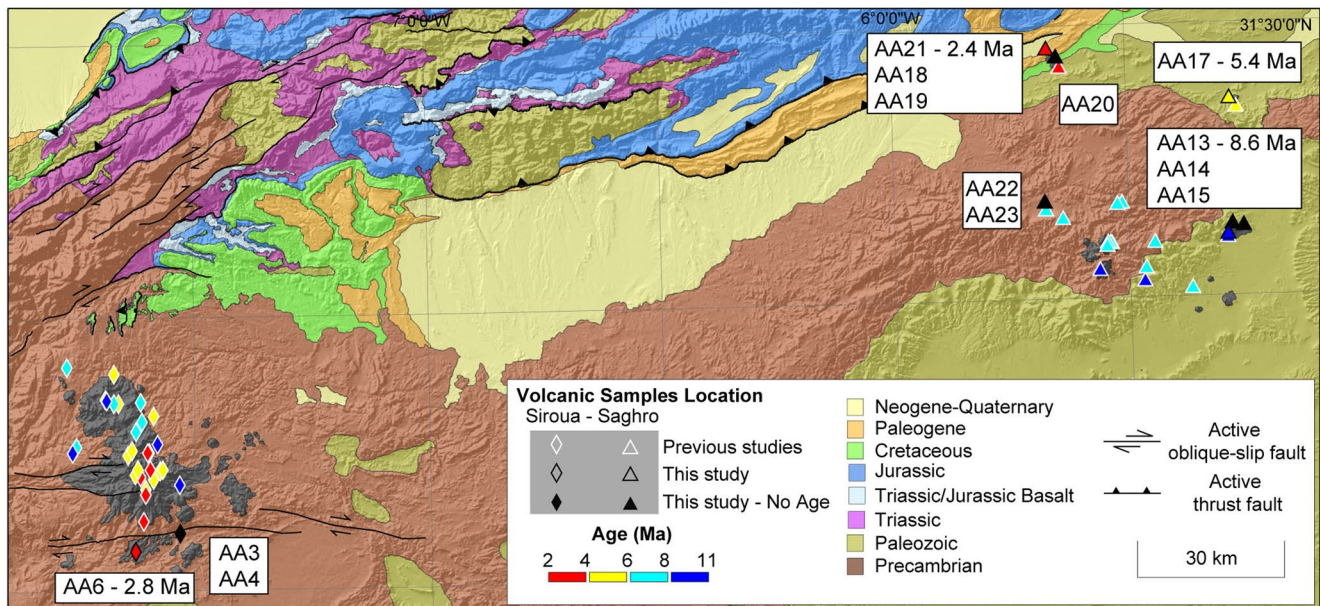 7°0'0"W
6°0'0"W
31°30'0"N
AA21 - 2.4 Ma
AA18
AA19
AA20
AA17 - 5.4 Ma
AA13 - 8.6 Ma
AA14
AA15
AA22
AA23
AA3
AA4
AA6 - 2.8 Ma
Volcanic Samples Location
Siroua - Saghro
Previous studies
This study
This study - No Age
Age (Ma)
2 4 6 8 11
Neogene-Quaternary
Paleogene
Cretaceous
Jurassic
Triassic/Jurassic Basalt
Triassic
Paleozoic
Precambrian
Active
oblique-slip fault
Active
thrust fault
30 km